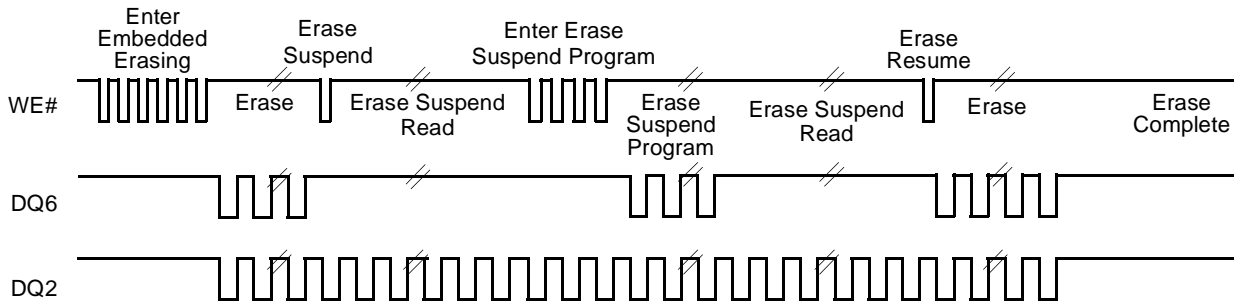 Enter
Embedded
Erasing
Erase
Suspend
Enter Erase
Suspend Program
Erase
Resume
WE#
Erase
Erase Suspend
Read
Erase
Suspend
Program
Erase Suspend
Read
Erase
Erase
Complete
DQ6
DQ2